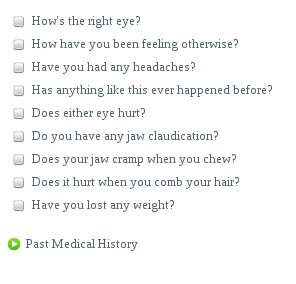 How's the right eye?
How have you been feeling otherwise?
Have you had any headaches?
Has anything like this ever happened before?
Does either eye hurt?
Do you have any jaw claudication?
Does your jaw cramp when you chew?
Does it hurt when you comb your hair?
Have you lost any weight?
Past Medical History